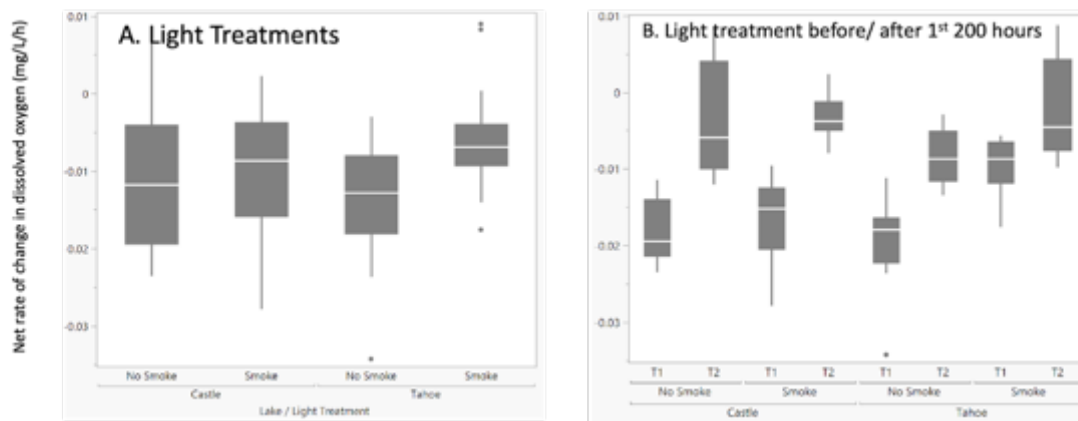 Net rate of change in dissolved oxygen (mg/L/h)
A. Light Treatments
0.01
0
-0.01
-0.02
-0.03
No Smoke Smoke No Smoke Smoke
Castle Tahoe
Lake / Light Treatment
B. Light treatment before/ after 1st 200 hours
0.01
0
-0.01
-0.02
-0.03
T1 T2 T1 T2 T1 T2 T1 T2
No Smoke Smoke No Smoke Smoke
Castle Tahoe